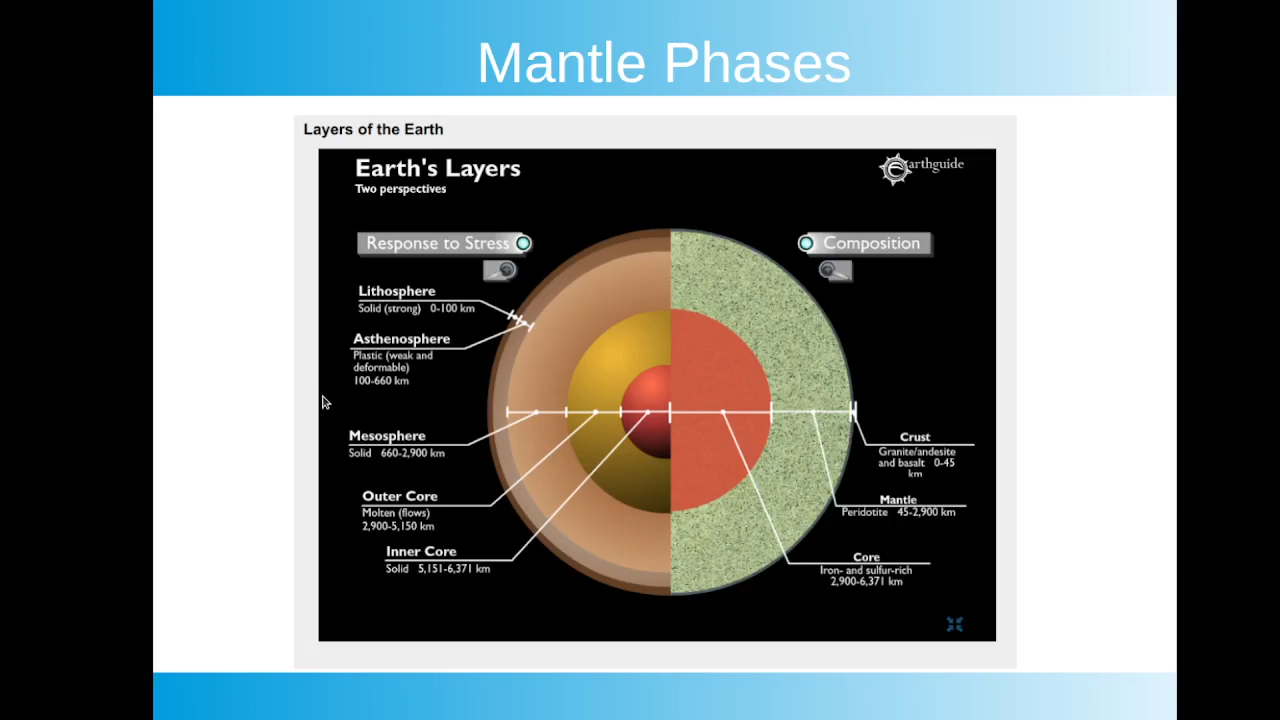 Mantle Phases
Layers of the Earth
Earth's Layers
Two perspectives
earthguide
Response to Stress
Composition
Lithosphere
Solid (strong) 0-100 km
Asthenosphere
Plastic (weak and
deformable)
100-660 km
Mesosphere
Solid 660-2,900 km
Outer Core
Molten (flows)
2,900-5,150 km
Inner Core
Solid 5,151-6,371 km
Crust
Granite/andesite
and basalt 0-45
km
Mantle
Peridotite 45-2,900 km
Core
Iron- and sulfur-rich
2,900-6,371 km